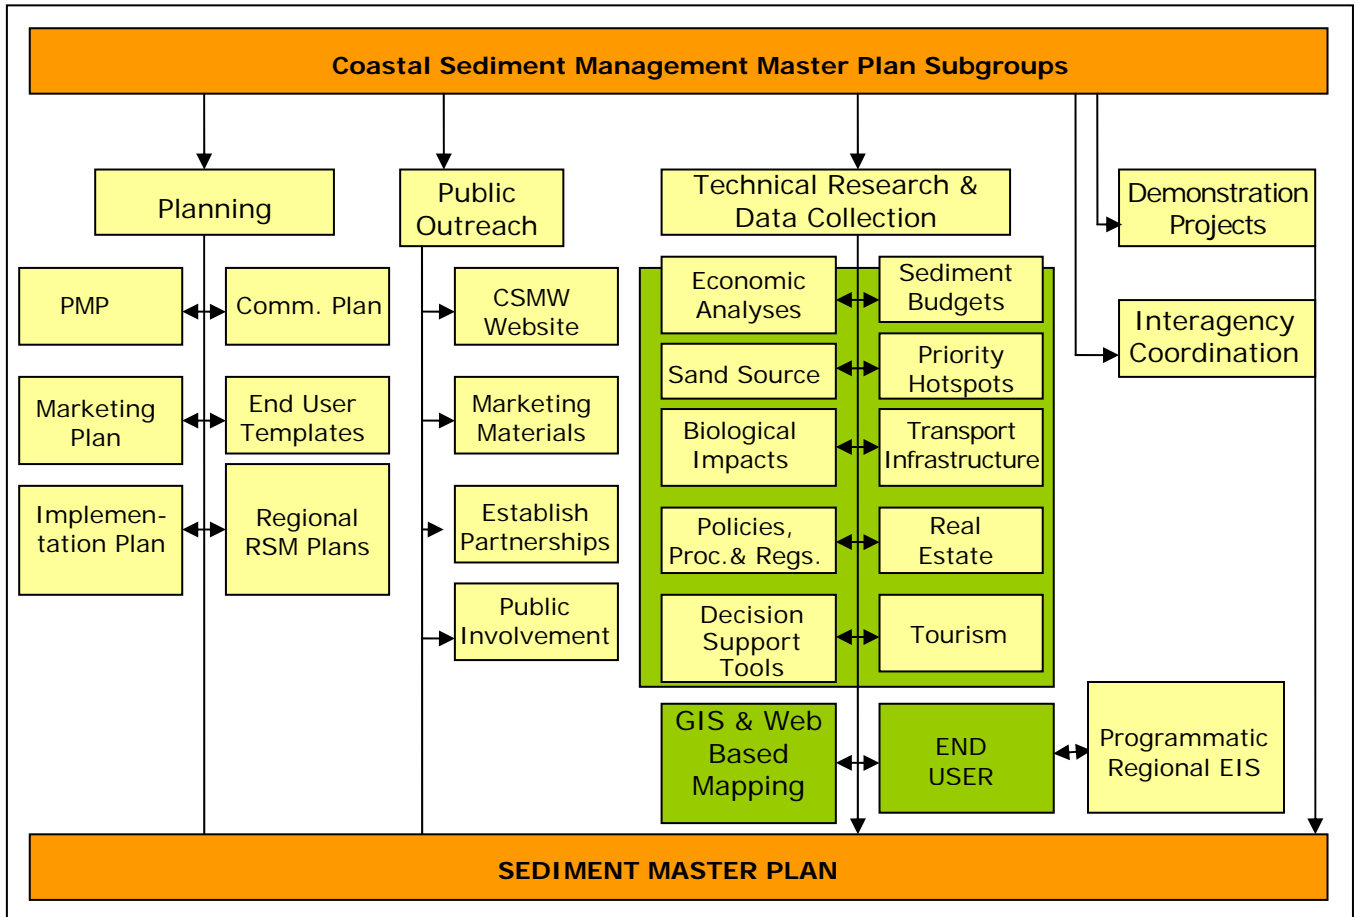 Coastal Sediment Management Master Plan Subgroups
Planning
Public
Outreach
Technical Research &
Data Collection
Demonstration
Projects
Interagency
Coordination
PMP
Comm. Plan
Marketing
Plan
End User
Templates
Implemen-
tation Plan
Regional
RSM Plans
CSMW
Website
Marketing
Materials
Establish
Partnerships
Public
Involvement
Economic
Analyses
Sediment
Budgets
Sand Source
Priority
Hotspots
Biological
Impacts
Transport
Infrastructure
Policies,
Proc.& Regs.
Real
Estate
Decision
Support
Tools
Tourism
GIS & Web
Based
Mapping
END
USER
Programmatic
Regional EIS
SEDIMENT MASTER PLAN